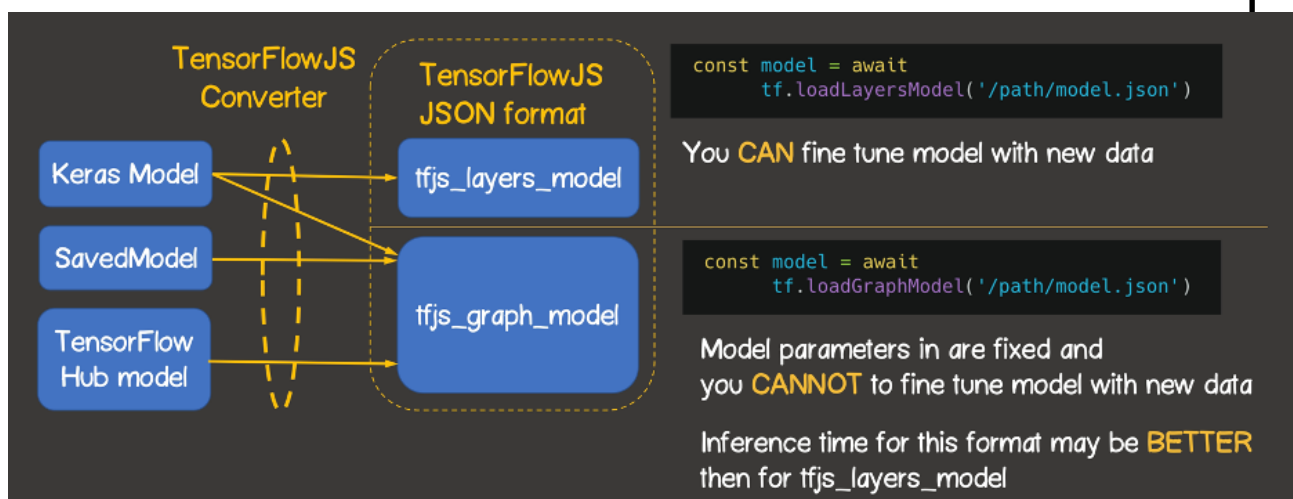 TensorFlowJS
Converter
TensorFlowJS
JSON format
Keras Model
SavedModel
TensorFlow
Hub model
tfjs_layers_model
tfjs_graph_model
const model = await
tf.loadLayersModel('/path/model.json')
You CAN fine tune model with new data
const model = await
tf.loadGraphModel('/path/model.json')
Model parameters in are fixed and
you CANNOT to fine tune model with new data
Inference time for this format may be BETTER
then for tfjs_layers_model